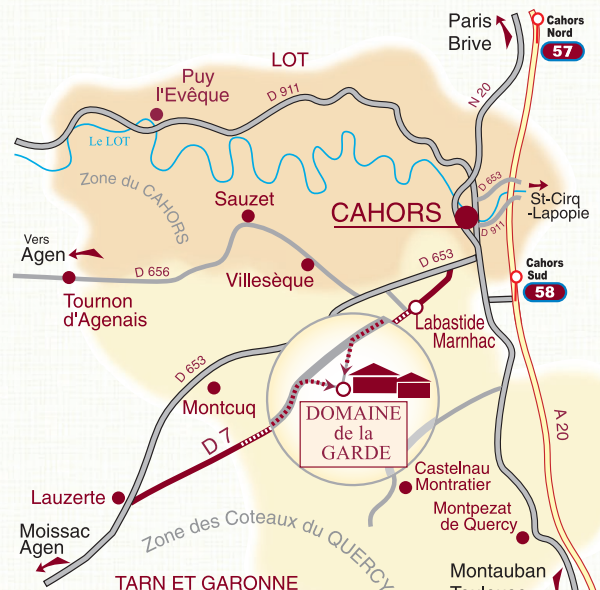 Paris
Brive
Cahors
Nord
57
LOT
Puy
l'Evêque
D 911
N 20
Le LOT
Zone du CAHORS
D 653
St-Cirq
-Lapopie
D 911
Sauzet
CAHORS
Vers
Agen
D 656
Villesèque
D 653
Cahors
Sud
58
Tournon
d'Agenais
Labastide
Marnhac
D 653
Montcuq
DOMAINE
de la
GARDE
D 7
A 20
Castelnau
Montratier
Lauzerte
Montpezat
de Quercy
Moissac
Agen
Zone des Coteaux du QUERCY
Montauban
Toulouse
TARN ET GARONNE